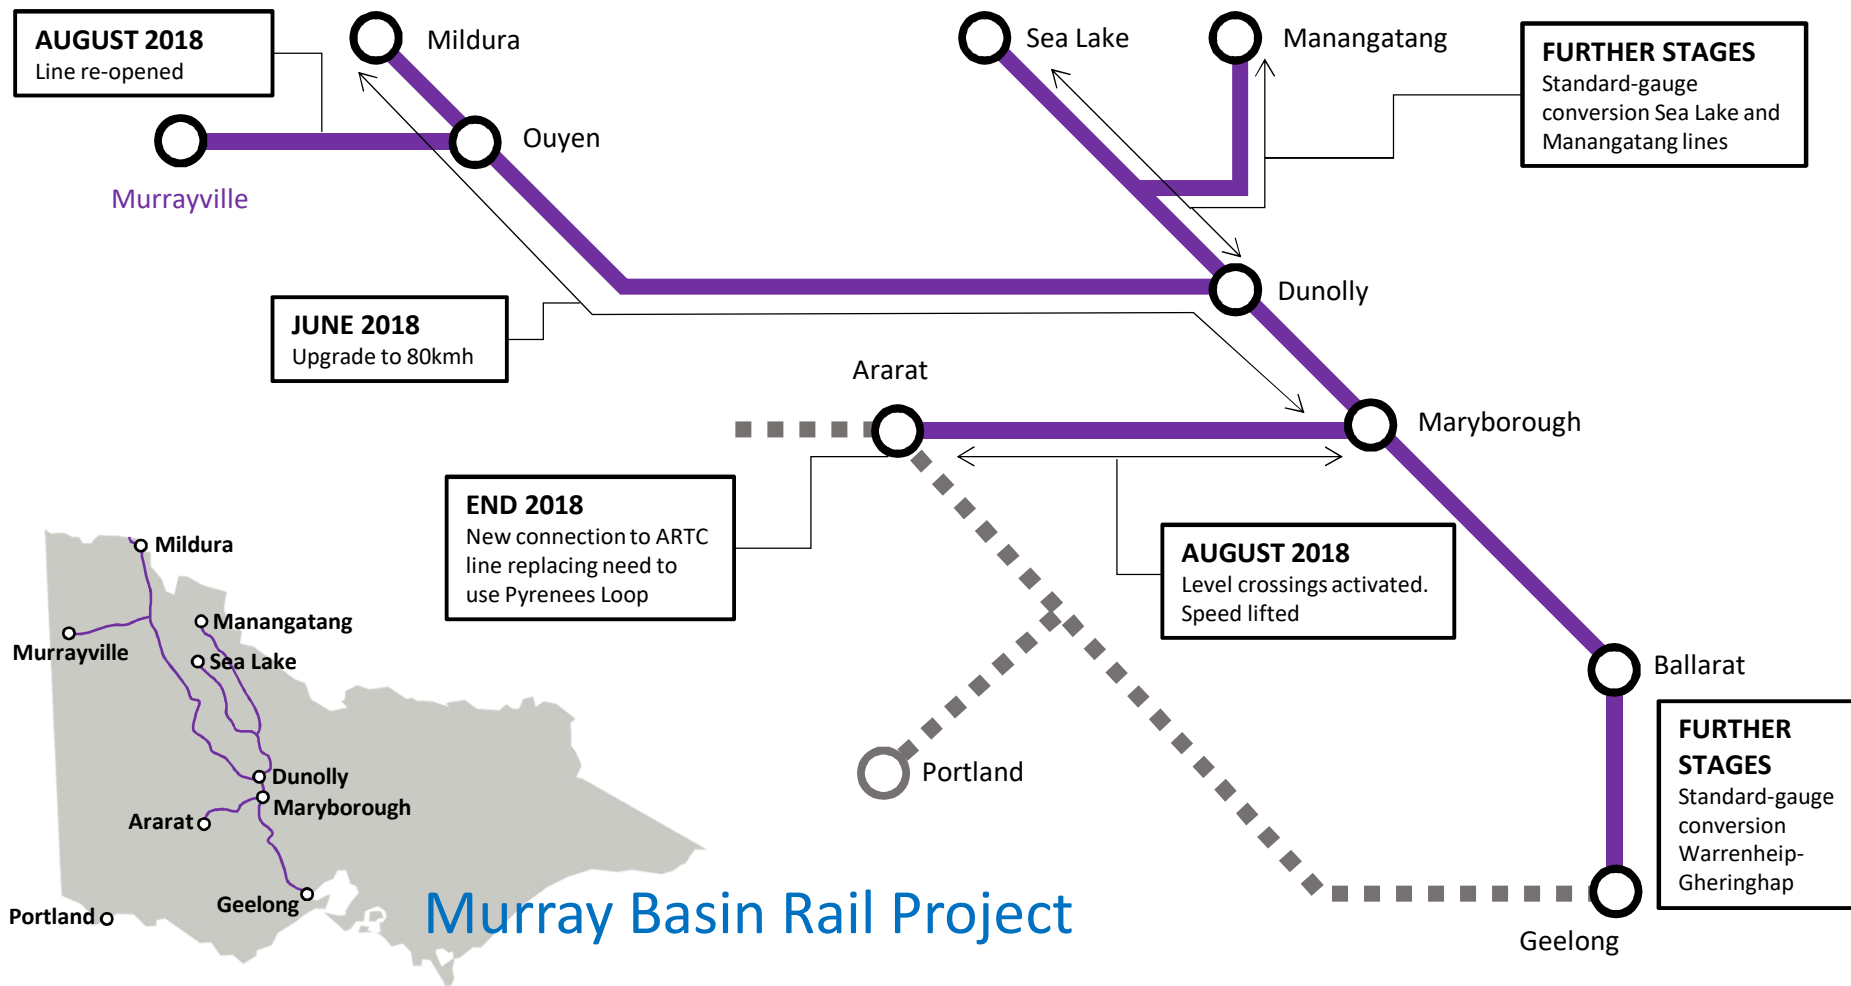 AUGUST 2018
Line re-opened
Mildura
Sea Lake
Manangatang
FURTHER STAGES
Standard-gauge
conversion Sea Lake and
Manangatang lines
Ouyen
Murrayville
Dunolly
JUNE 2018
Upgrade to 80kmh
Ararat
Maryborough
END 2018
New connection to ARTC
line replacing need to
use Pyrenees Loop
AUGUST 2018
Level crossings activated.
Speed lifted
Ballarat
FURTHER
STAGES
Standard-gauge
conversion
Warrenheip-
Gheringhap
Portland
Geelong
Mildura
Manangatang
Murrayville
Sea Lake
Dunolly
Maryborough
Ararat
Geelong
Portland
Murray Basin Rail Project